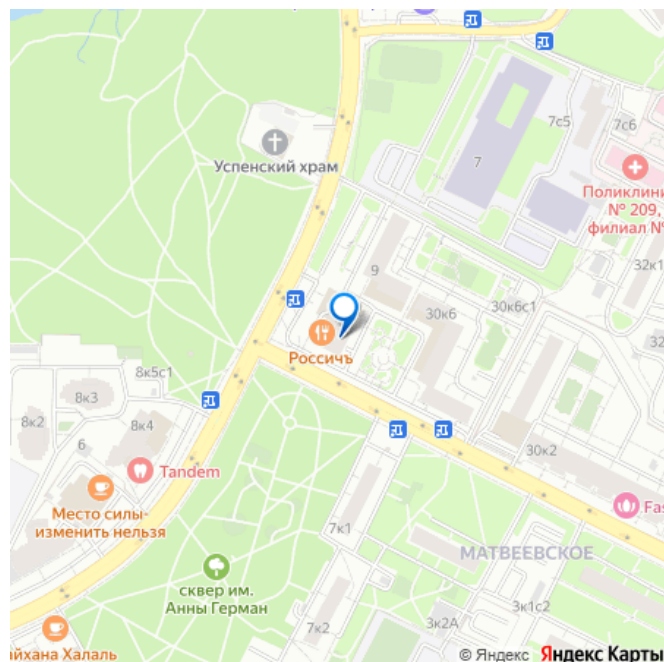 7с5
7с6
7
Успенский храм
Поликлини
№ 209,
филиал №
32к1
9
30к6
30к6с1
Россичъ
8к5с1
8к3
8к2
8к4
6
Tandem
30к2
Место силы-
изменить нельзя
Fas
7к1
МАТВЕЕВСКОЕ
сквер им.
Анны Герман
3к1с2
3к2А
7к2
айхана Халаль
© Яндекс Яндекс Карты